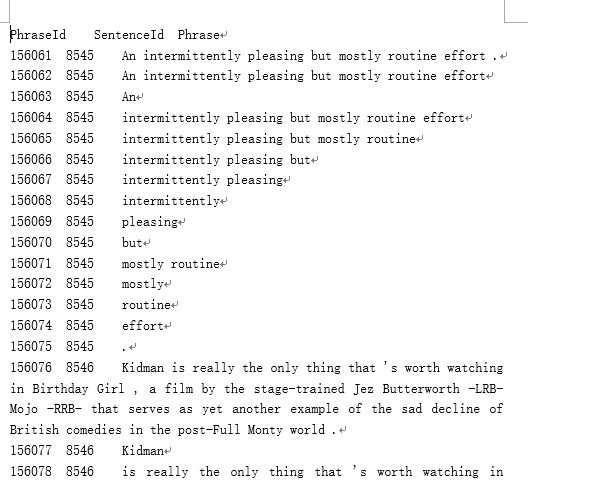 PhraseId SentenceId Phrase↵
156061 8545 An intermittently pleasing but mostly routine effort .↵
156062 8545 An intermittently pleasing but mostly routine effort↵
156063 8545 An↵
156064 8545 intermittently pleasing but mostly routine effort↵
156065 8545 intermittently pleasing but mostly routine↵
156066 8545 intermittently pleasing but↵
156067 8545 intermittently pleasing↵
156068 8545 intermittently↵
156069 8545 pleasing↵
156070 8545 but↵
156071 8545 mostly routine↵
156072 8545 mostly↵
156073 8545 routine↵
156074 8545 effort↵
156075 8545 .↵
156076 8546 Kidman is really the only thing that 's worth watching
in Birthday Girl , a film by the stage-trained Jez Butterworth -LRB-
Mojo -RRB- that serves as yet another example of the sad decline of
British comedies in the post-Full Monty world .↵
156077 8546 Kidman↵
156078 8546 is really the only thing that 's worth watching in